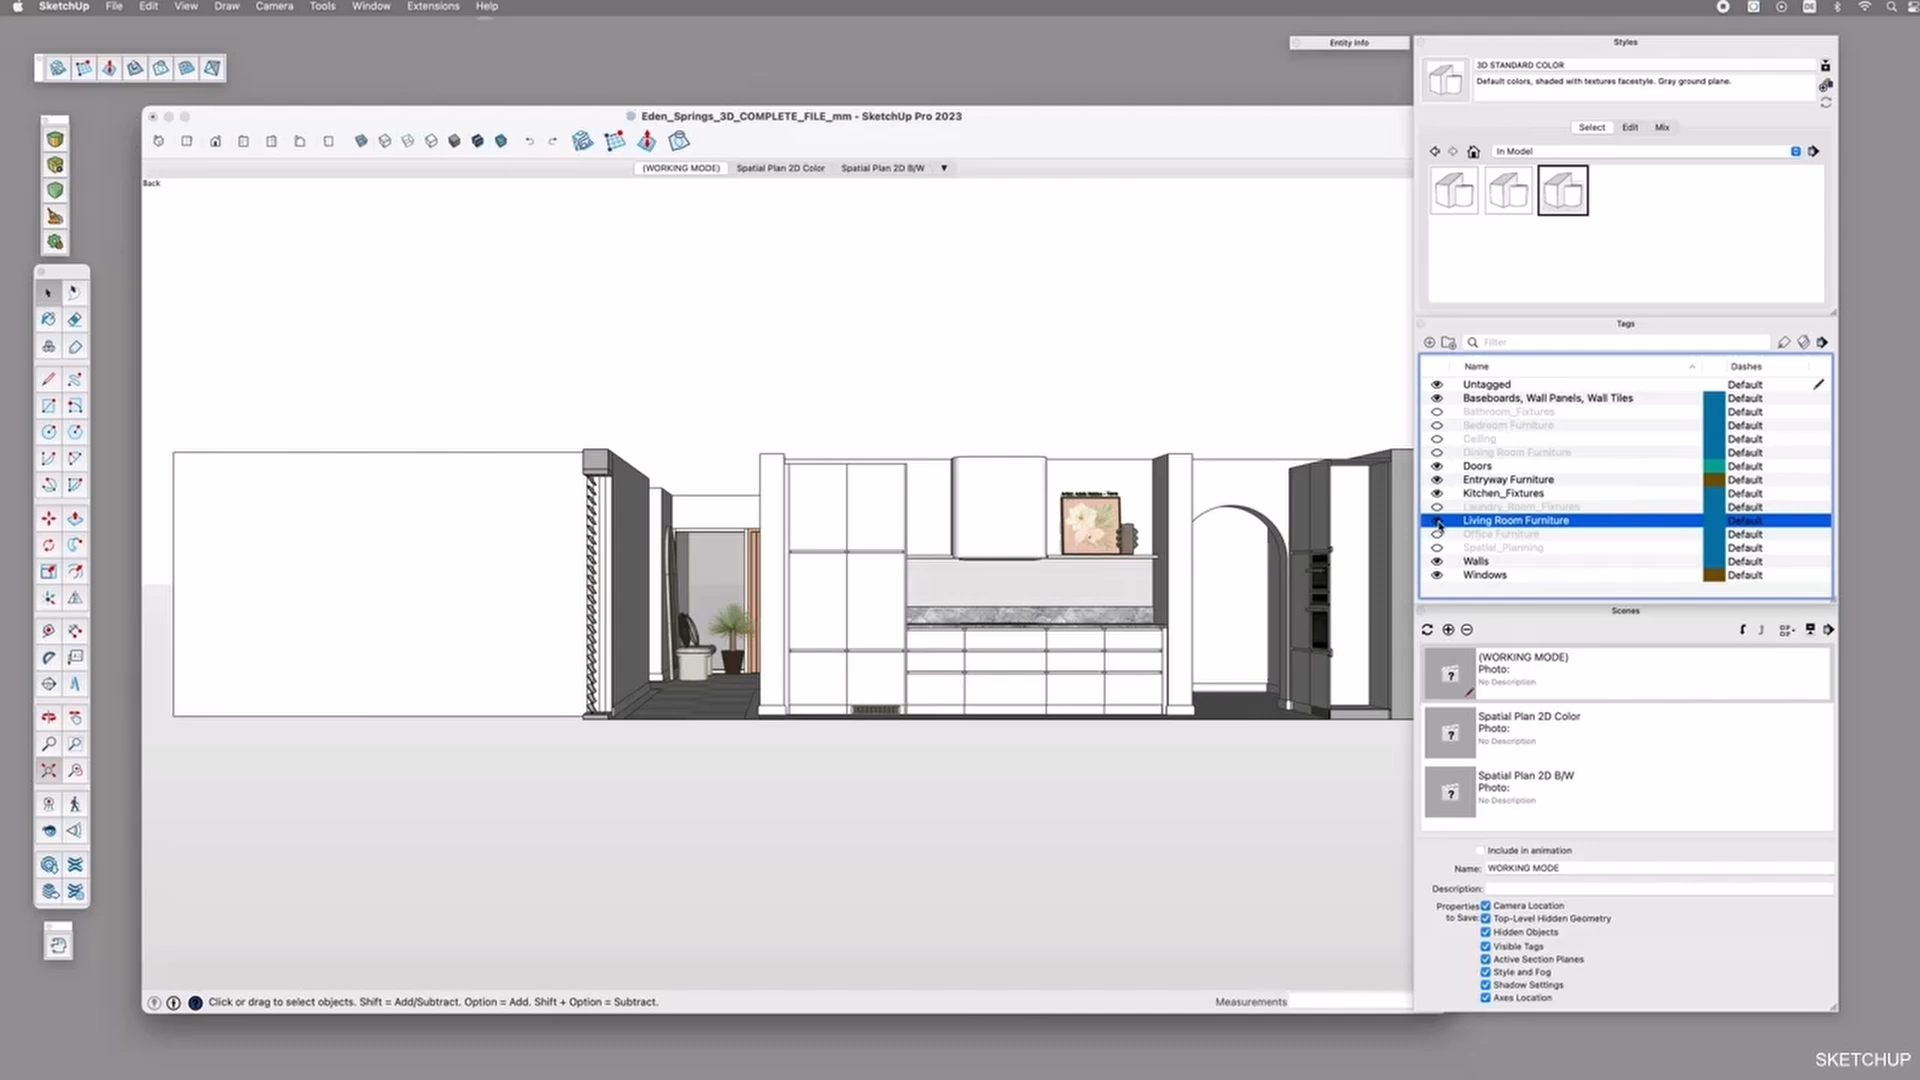 SketchUp File Edit View Draw Camera Tools Window Extensions Help
Entity Info
Styles
3D STANDARD COLOR
Default colors, shaded with textures facestyle. Gray ground plane.
Eden_Springs_3D_COMPLETE_FILE_mm - SketchUp Pro 2023
Select Edit Mix
In Model
(WORKING MODE) Spatial Plan 2D Color Spatial Plan 2D B/W
Back
Tags
Filter
Name Dashes
Untagged Default
Baseboards, Wall Panels, Wall Tiles Default
Bathroom_Fixtures Default
Bedroom Furniture Default
Ceiling Default
Dining Room Furniture Default
Doors Default
Entryway Furniture Default
Kitchen_Fixtures Default
Laundry_Room_Fixtures Default
Living Room Furniture Default
Office Furniture Default
Spatial_Planning Default
Walls Default
Windows Default
Scenes
(WORKING MODE)
Photo:
No Description
Spatial Plan 2D Color
Photo:
No Description
Spatial Plan 2D B/W
Photo:
No Description
Include in animation
Name: WORKING MODE
Description:
Properties to Save:
Camera Location
Top-Level Hidden Geometry
Hidden Objects
Visible Tags
Active Section Planes
Style and Fog
Shadow Settings
Axes Location
Click or drag to select objects. Shift = Add/Subtract. Option = Add. Shift + Option = Subtract.
Measurements
SKETCHUP